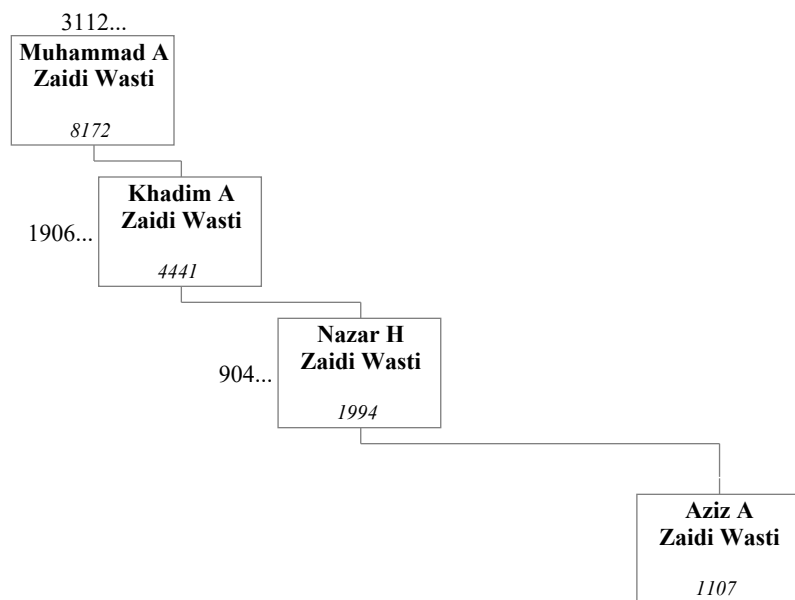 3112...
Muhammad A
Zaidi Wasti
8172
Khadim A
Zaidi Wasti
1906...
4441
Nazar H
Zaidi Wasti
904...
1994
Aziz A
Zaidi Wasti
1107